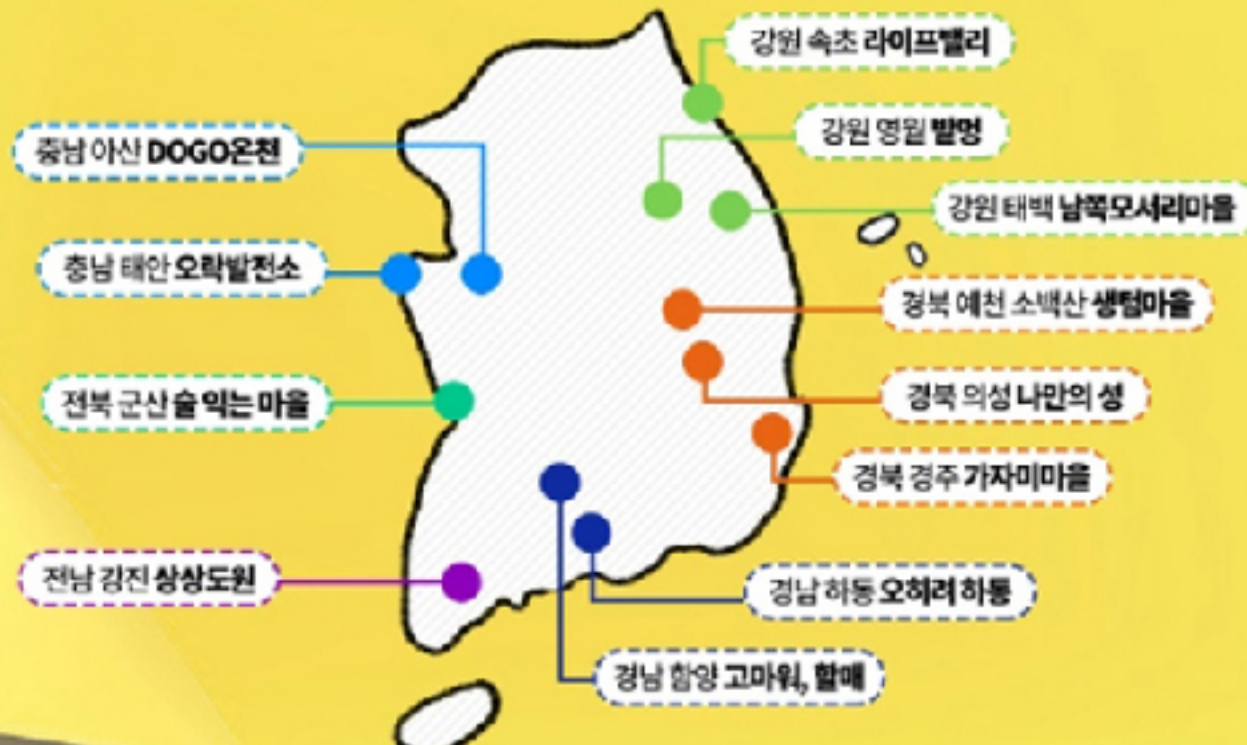 강원 속초 라이프밸리
강원 영월 밭멍
충남 아산 DOGO온천
강원 태백 남쪽모서리마을
충남 태안 오락발전소
경북 예천 소백산 생텀마을
전북 군산 술 익는 마을
경북 의성 나만의 성
경북 경주 가자미마을
전남 강진 상상도원
경남 하동 오히려 하동
경남 함양 고마워, 할매